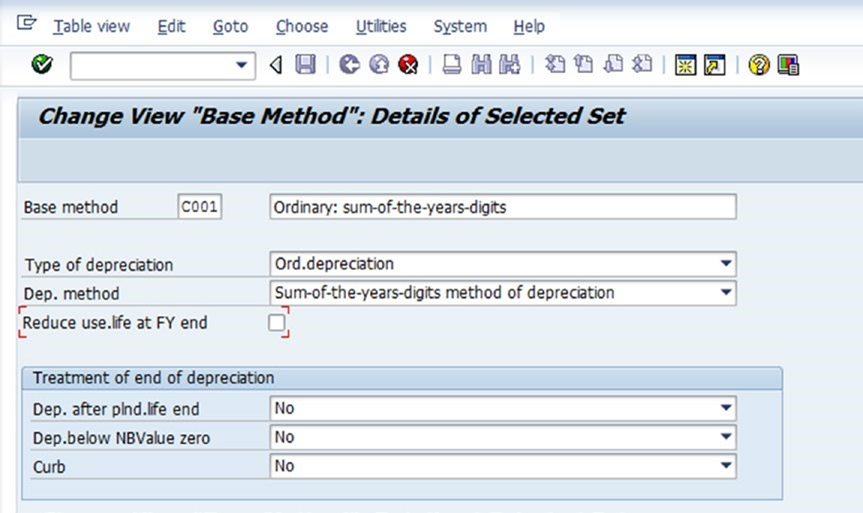 Table view Edit Goto Choose Utilities System Help
Change View "Base Method": Details of Selected Set
Base method C001 Ordinary: sum-of-the-years-digits
Type of depreciation Ord.depreciation
Dep. method Sum-of-the-years-digits method of depreciation
Reduce use.life at FY end
Treatment of end of depreciation
Dep. after plnd.life end No
Dep.below NBValue zero No
Curb No